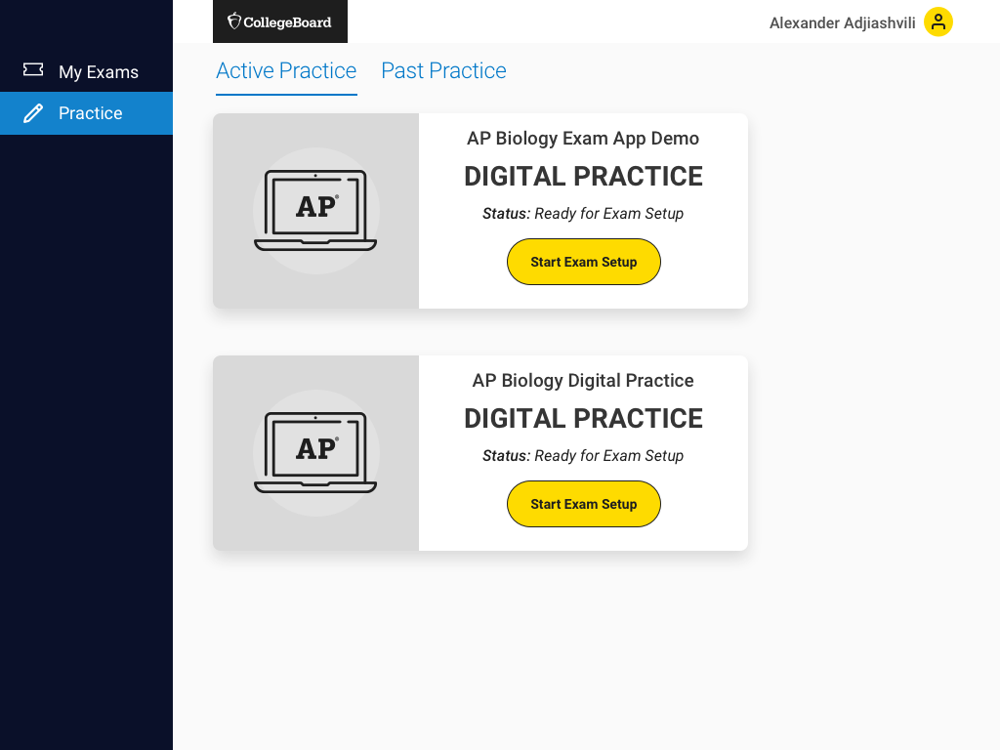 CollegeBoard
Alexander Adjiashvili
My Exams
Practice
Active Practice
Past Practice
AP®
AP Biology Exam App Demo
DIGITAL PRACTICE
Status: Ready for Exam Setup
Start Exam Setup
AP®
AP Biology Digital Practice
DIGITAL PRACTICE
Status: Ready for Exam Setup
Start Exam Setup